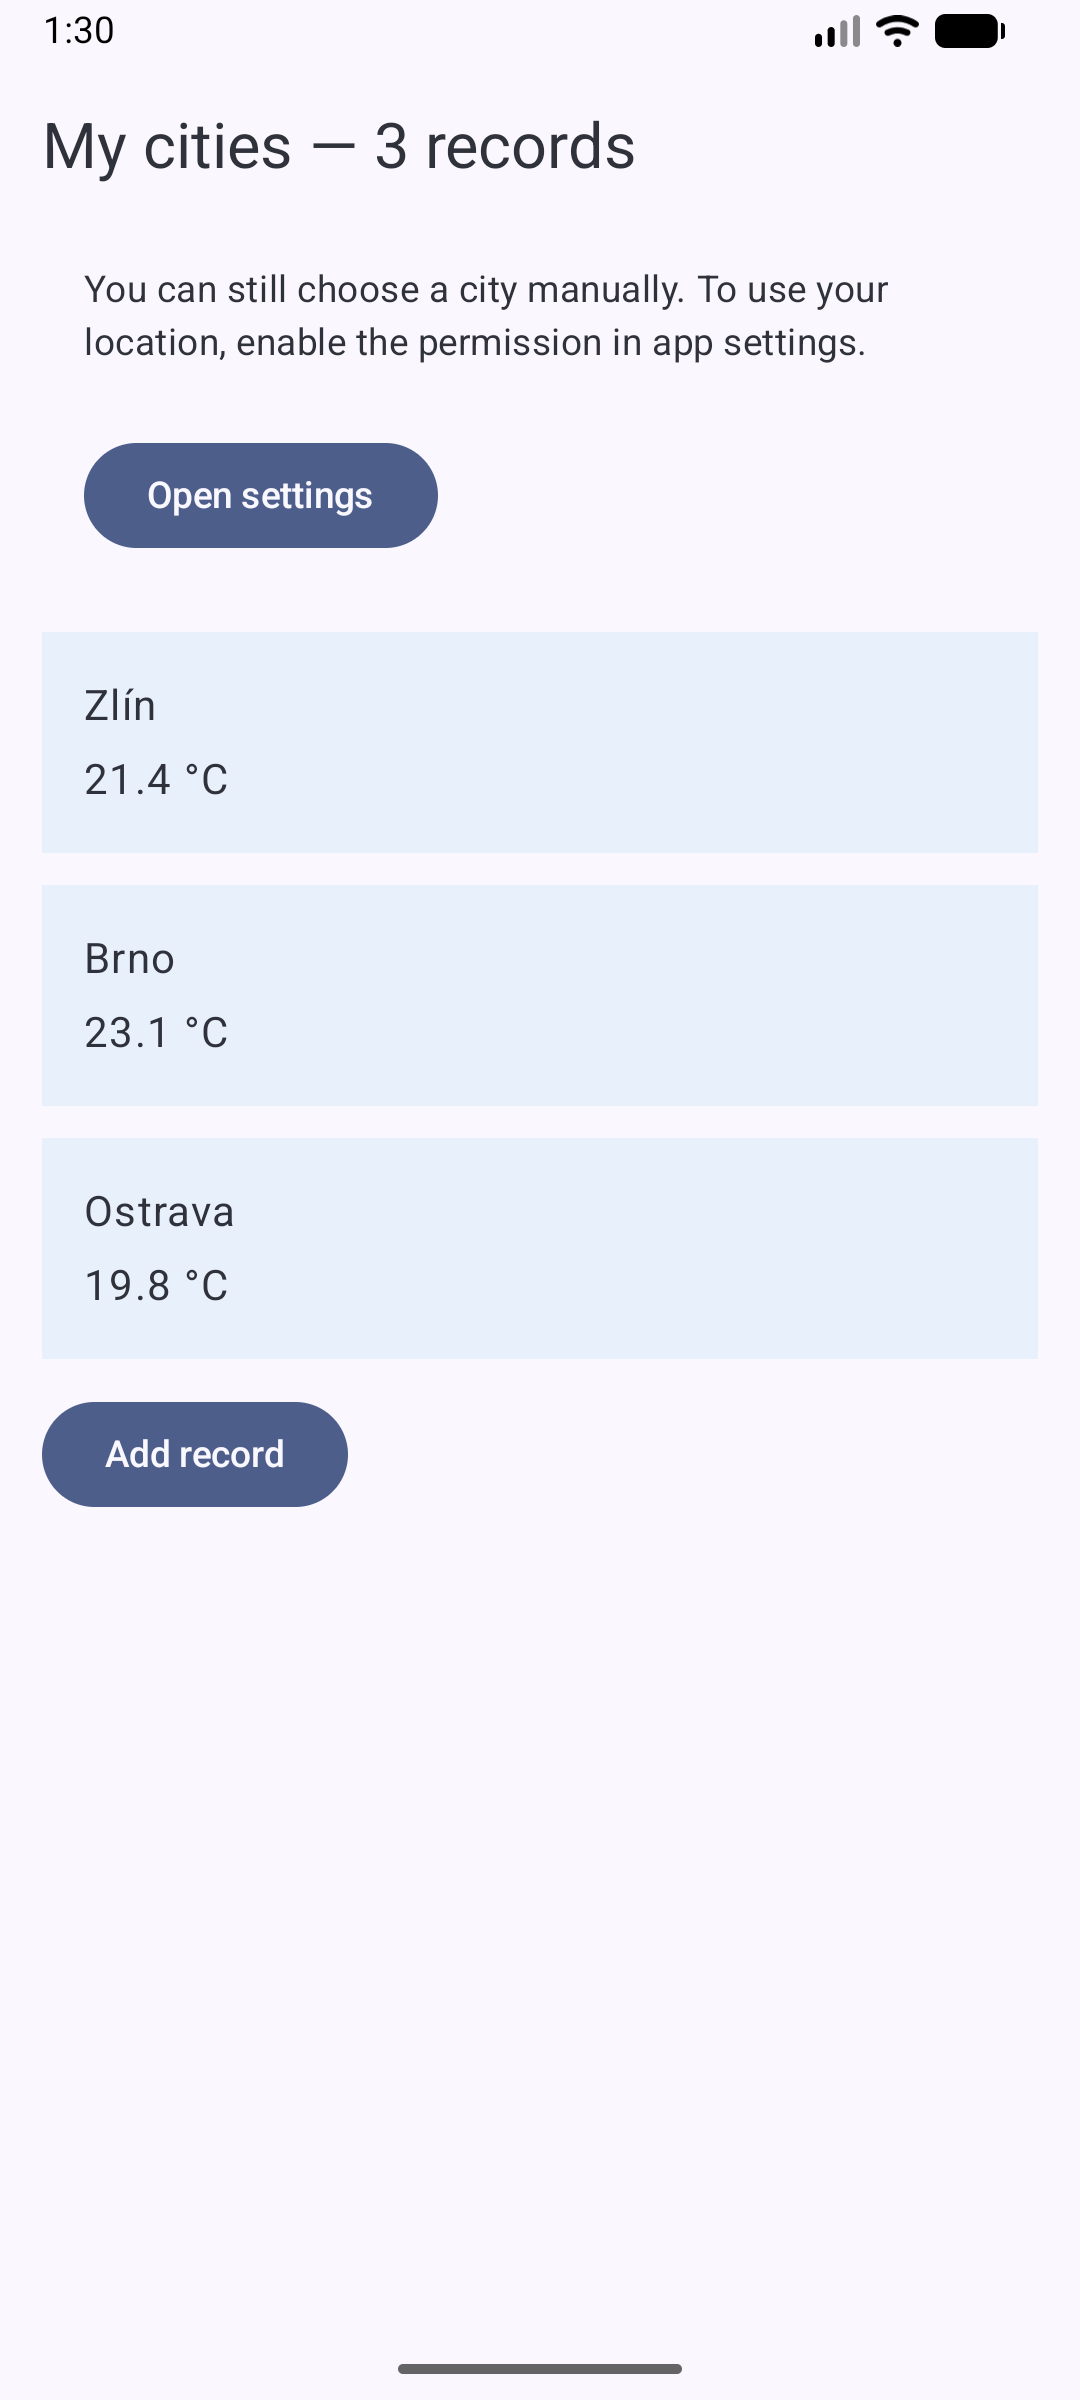 1:30
My cities — 3 records
You can still choose a city manually. To use your
location, enable the permission in app settings.
Open settings
Zlín
21.4 °C
Brno
23.1 °C
Ostrava
19.8 °C
Add record